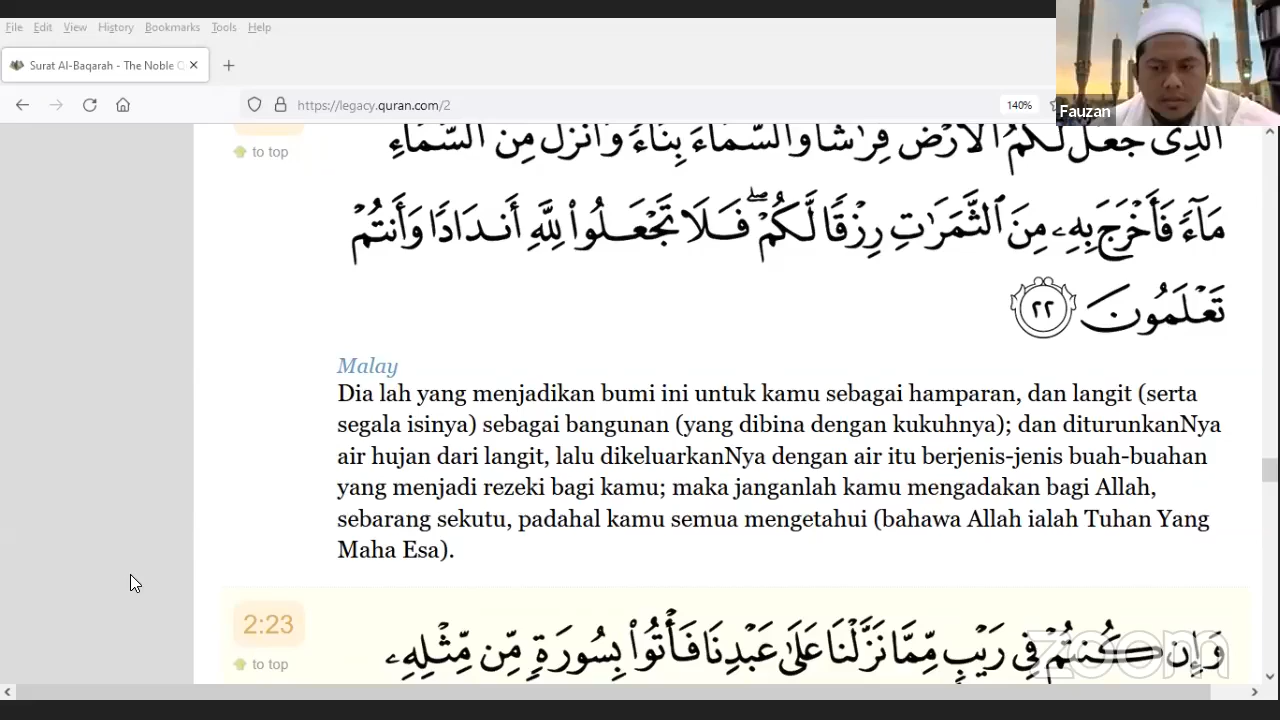 File Edit View History Bookmarks Tools Help
Surat Al-Baqarah - The Noble Q
https://legacy.quran.com/2
140%
Fauzan
to top
ٱلَّذِى جَعَلَ لَكُمُ ٱلْأَرْضَ فِرَٰشًا وَٱلسَّمَآءَ بِنَآءً وَأَنزَلَ مِنَ ٱلسَّمَآءِ
مَآءً فَأَخْرَجَ بِهِۦ مِنَ ٱلثَّمَرَٰتِ رِزْقًا لَّكُمْ ۖ فَلَا تَجْعَلُوا۟ لِلَّهِ أَندَادًا وَأَنتُمْ
تَعْلَمُونَ ٢٢
Malay
Dia lah yang menjadikan bumi ini untuk kamu sebagai hamparan, dan langit (serta
segala isinya) sebagai bangunan (yang dibina dengan kukuhnya); dan diturunkanNya
air hujan dari langit, lalu dikeluarkanNya dengan air itu berjenis-jenis buah-buahan
yang menjadi rezeki bagi kamu; maka janganlah kamu mengadakan bagi Allah,
sebarang sekutu, padahal kamu semua mengetahui (bahawa Allah ialah Tuhan Yang
Maha Esa).
2:23
وَإِن كُنتُمْ فِى رَيْبٍ مِّمَّا نَزَّلْنَا عَلَىٰ عَبْدِنَا فَأْتُوا۟ بِسُورَةٍ مِّن مِّثْلِهِۦ
to top
zoom